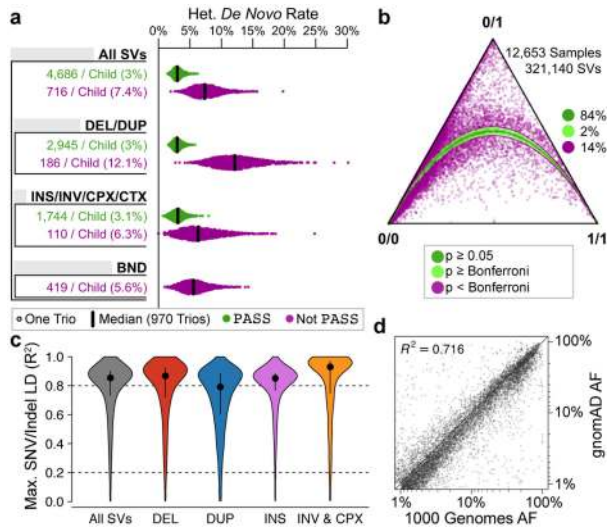 a
Het. De Novo Rate
0% 5% 10% 15% 20% 25% 30%
All SVs
4,686 / Child (3%)
716 / Child (7.4%)
DEL/DUP
2,945 / Child (3%)
186 / Child (12.1%)
INS/INV/CPX/CTX
1,744 / Child (3.1%)
110 / Child (6.3%)
BND
419 / Child (5.6%)
One Trio
Median (970 Trios)
PASS
Not PASS
b
0/1
12,653 Samples
321,140 SVs
84%
2%
14%
0/0
1/1
p ≥ 0.05
p ≥ Bonferroni
p < Bonferroni
c
Max. SNV/Indel LD (R²)
1.0
0.8
0.6
0.4
0.2
0.0
All SVs
DEL
DUP
INS
INV & CPX
d
R² = 0.716
100%
10%
1%
gnomAD AF
1%
10%
100%
1000 Genomes AF